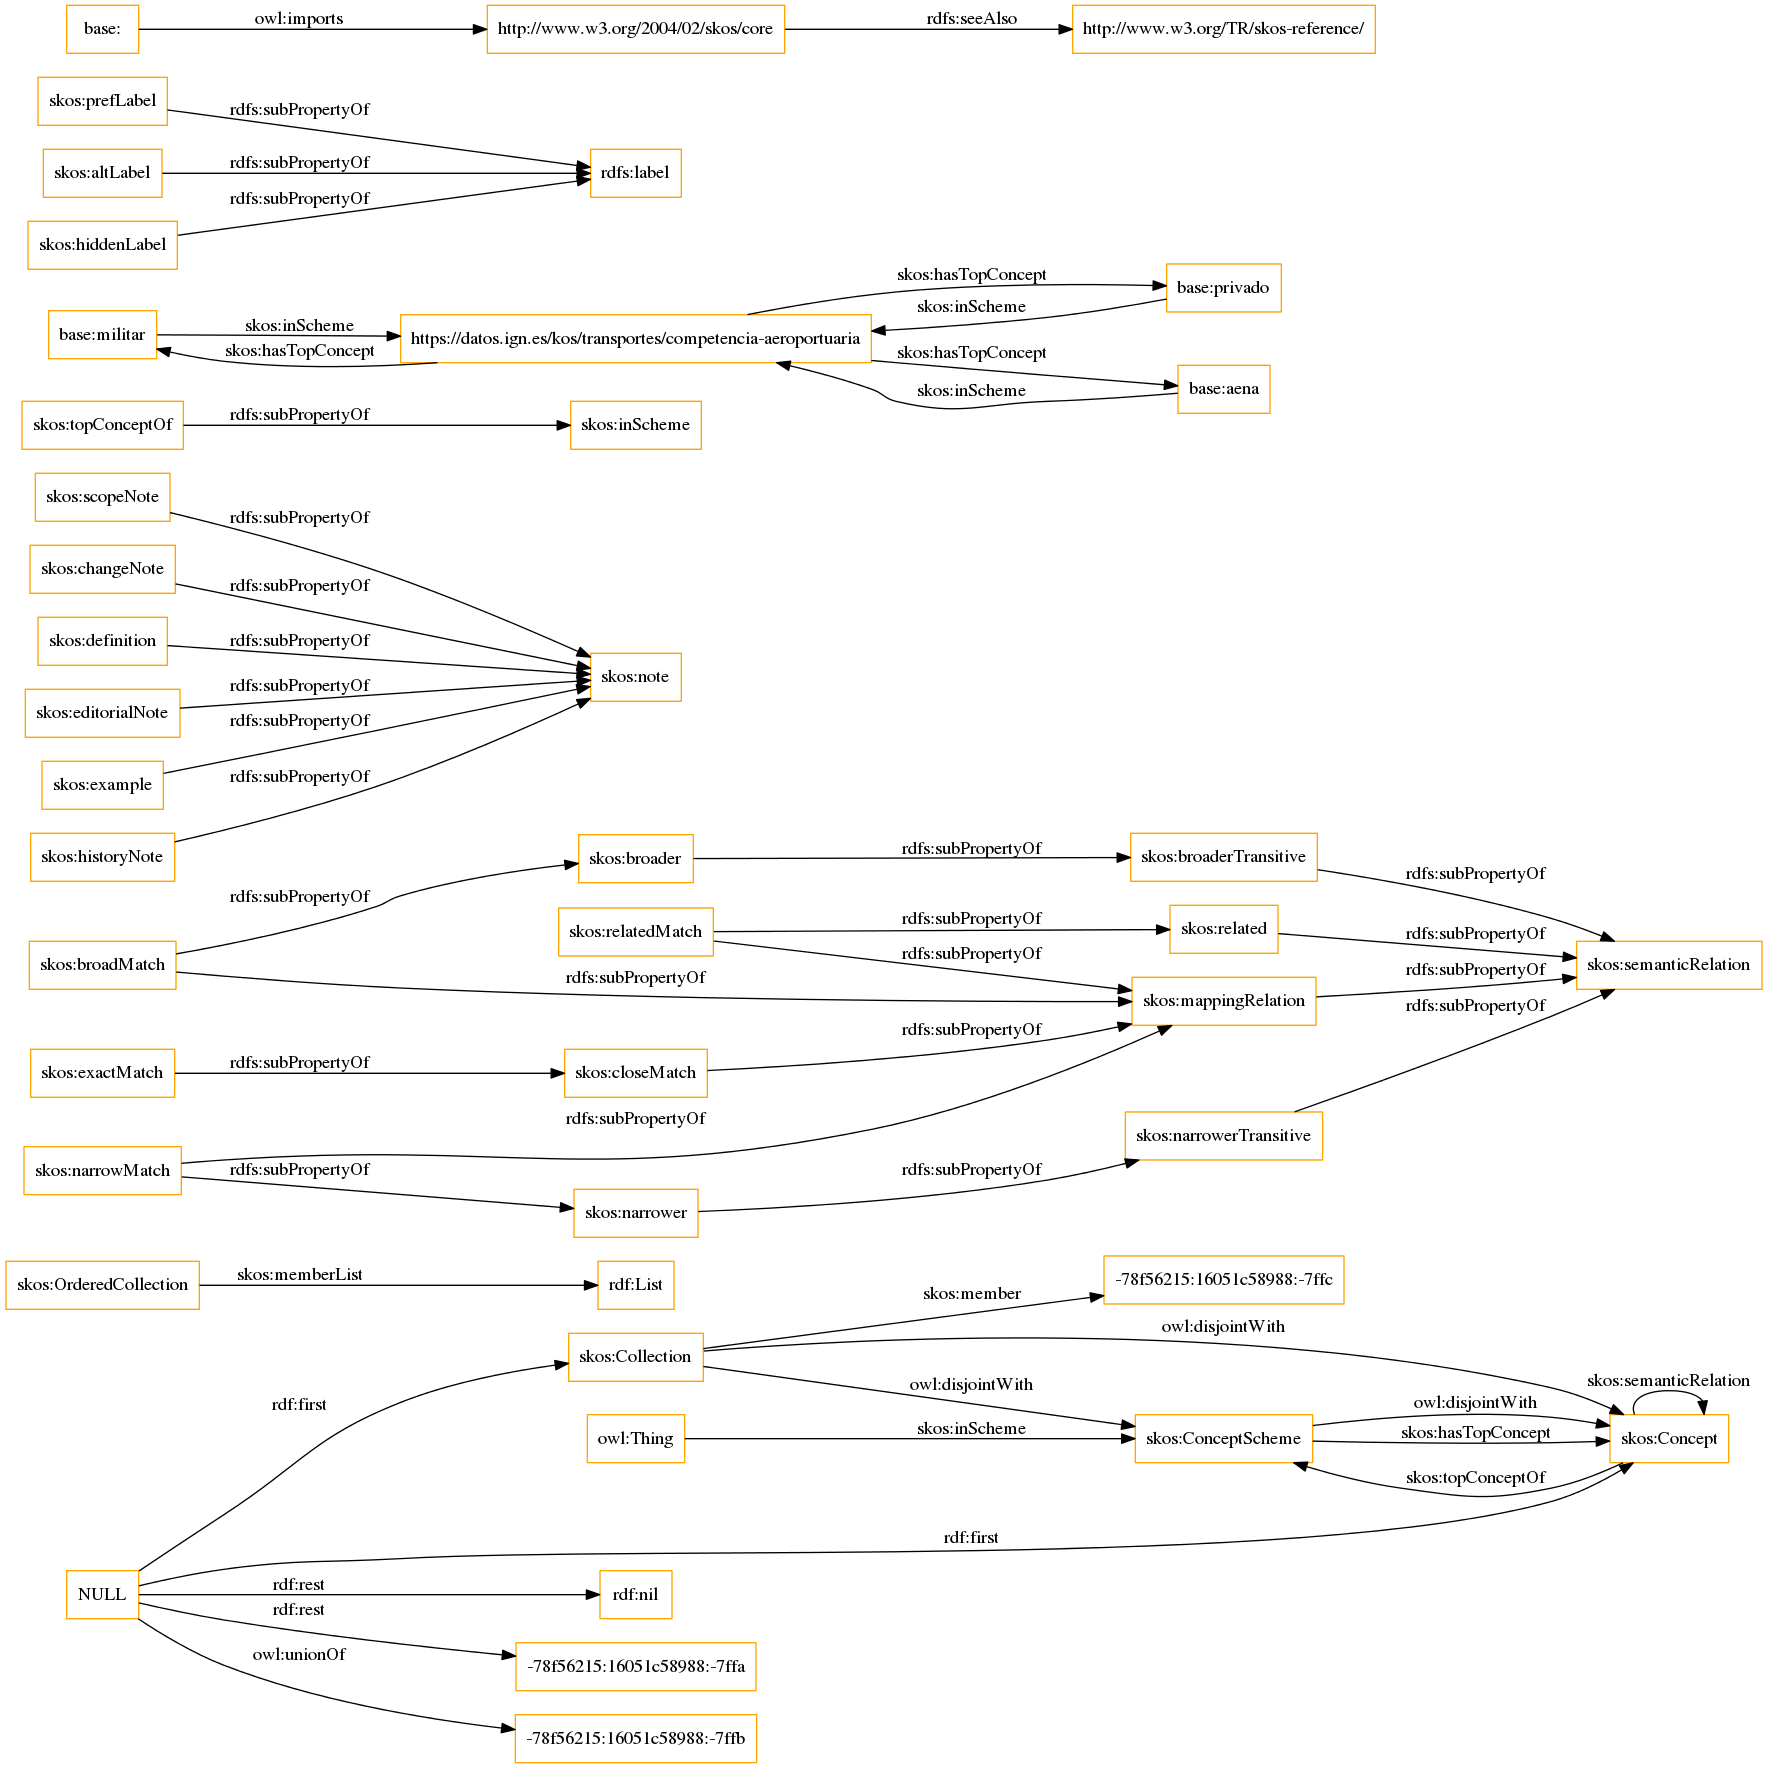 base:
owl:imports
http://www.w3.org/2004/02/skos/core
rdfs:seeAlso
http://www.w3.org/TR/skos-reference/
skos:prefLabel
rdfs:subPropertyOf
skos:altLabel
rdfs:subPropertyOf
rdfs:label
skos:hiddenLabel
rdfs:subPropertyOf
base:militar
skos:inScheme
skos:hasTopConcept
https://datos.ign.es/kos/transportes/competencia-aeroportuaria
skos:hasTopConcept
base:privado
skos:inScheme
skos:hasTopConcept
base:aena
skos:inScheme
skos:topConceptOf
rdfs:subPropertyOf
skos:inScheme
skos:scopeNote
rdfs:subPropertyOf
skos:changeNote
rdfs:subPropertyOf
skos:definition
rdfs:subPropertyOf
skos:note
skos:editorialNote
rdfs:subPropertyOf
skos:example
rdfs:subPropertyOf
skos:historyNote
rdfs:subPropertyOf
skos:broader
rdfs:subPropertyOf
skos:broaderTransitive
rdfs:subPropertyOf
skos:broadMatch
rdfs:subPropertyOf
rdfs:subPropertyOf
skos:relatedMatch
rdfs:subPropertyOf
skos:related
rdfs:subPropertyOf
rdfs:subPropertyOf
skos:mappingRelation
rdfs:subPropertyOf
skos:semanticRelation
skos:exactMatch
rdfs:subPropertyOf
skos:closeMatch
rdfs:subPropertyOf
rdfs:subPropertyOf
skos:narrowMatch
rdfs:subPropertyOf
rdfs:subPropertyOf
skos:narrower
rdfs:subPropertyOf
skos:narrowerTransitive
skos:OrderedCollection
skos:memberList
rdf:List
skos:Collection
skos:member
-78f56215:16051c58988:-7ffc
owl:disjointWith
owl:disjointWith
owl:Thing
skos:inScheme
skos:ConceptScheme
owl:disjointWith
skos:hasTopConcept
skos:topConceptOf
skos:semanticRelation
skos:Concept
rdf:first
rdf:first
NULL
rdf:rest
rdf:nil
rdf:rest
-78f56215:16051c58988:-7ffa
owl:unionOf
-78f56215:16051c58988:-7ffb